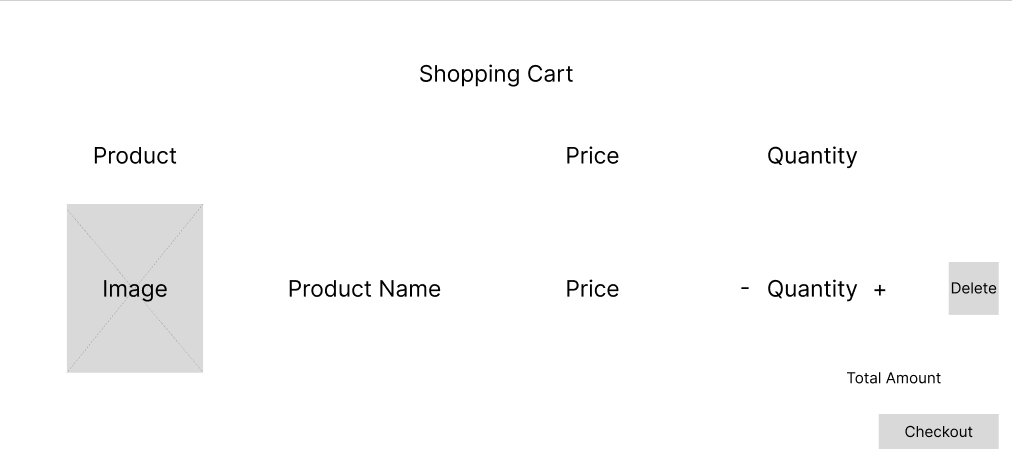 Shopping Cart
Product Price Quantity
Image Product Name Price - Quantity + Delete
Total Amount
Checkout